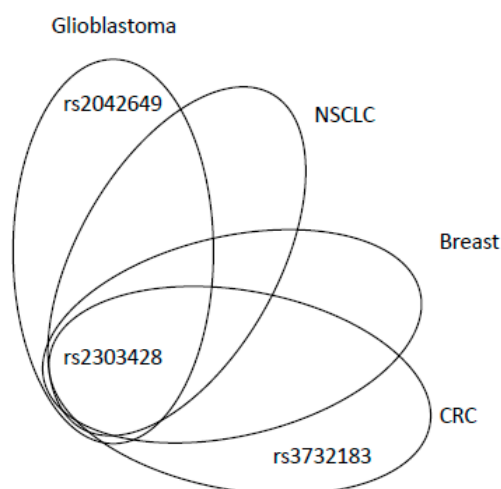 Glioblastoma
rs2042649
NSCLC
Breast
rs2303428
CRC
rs3732183